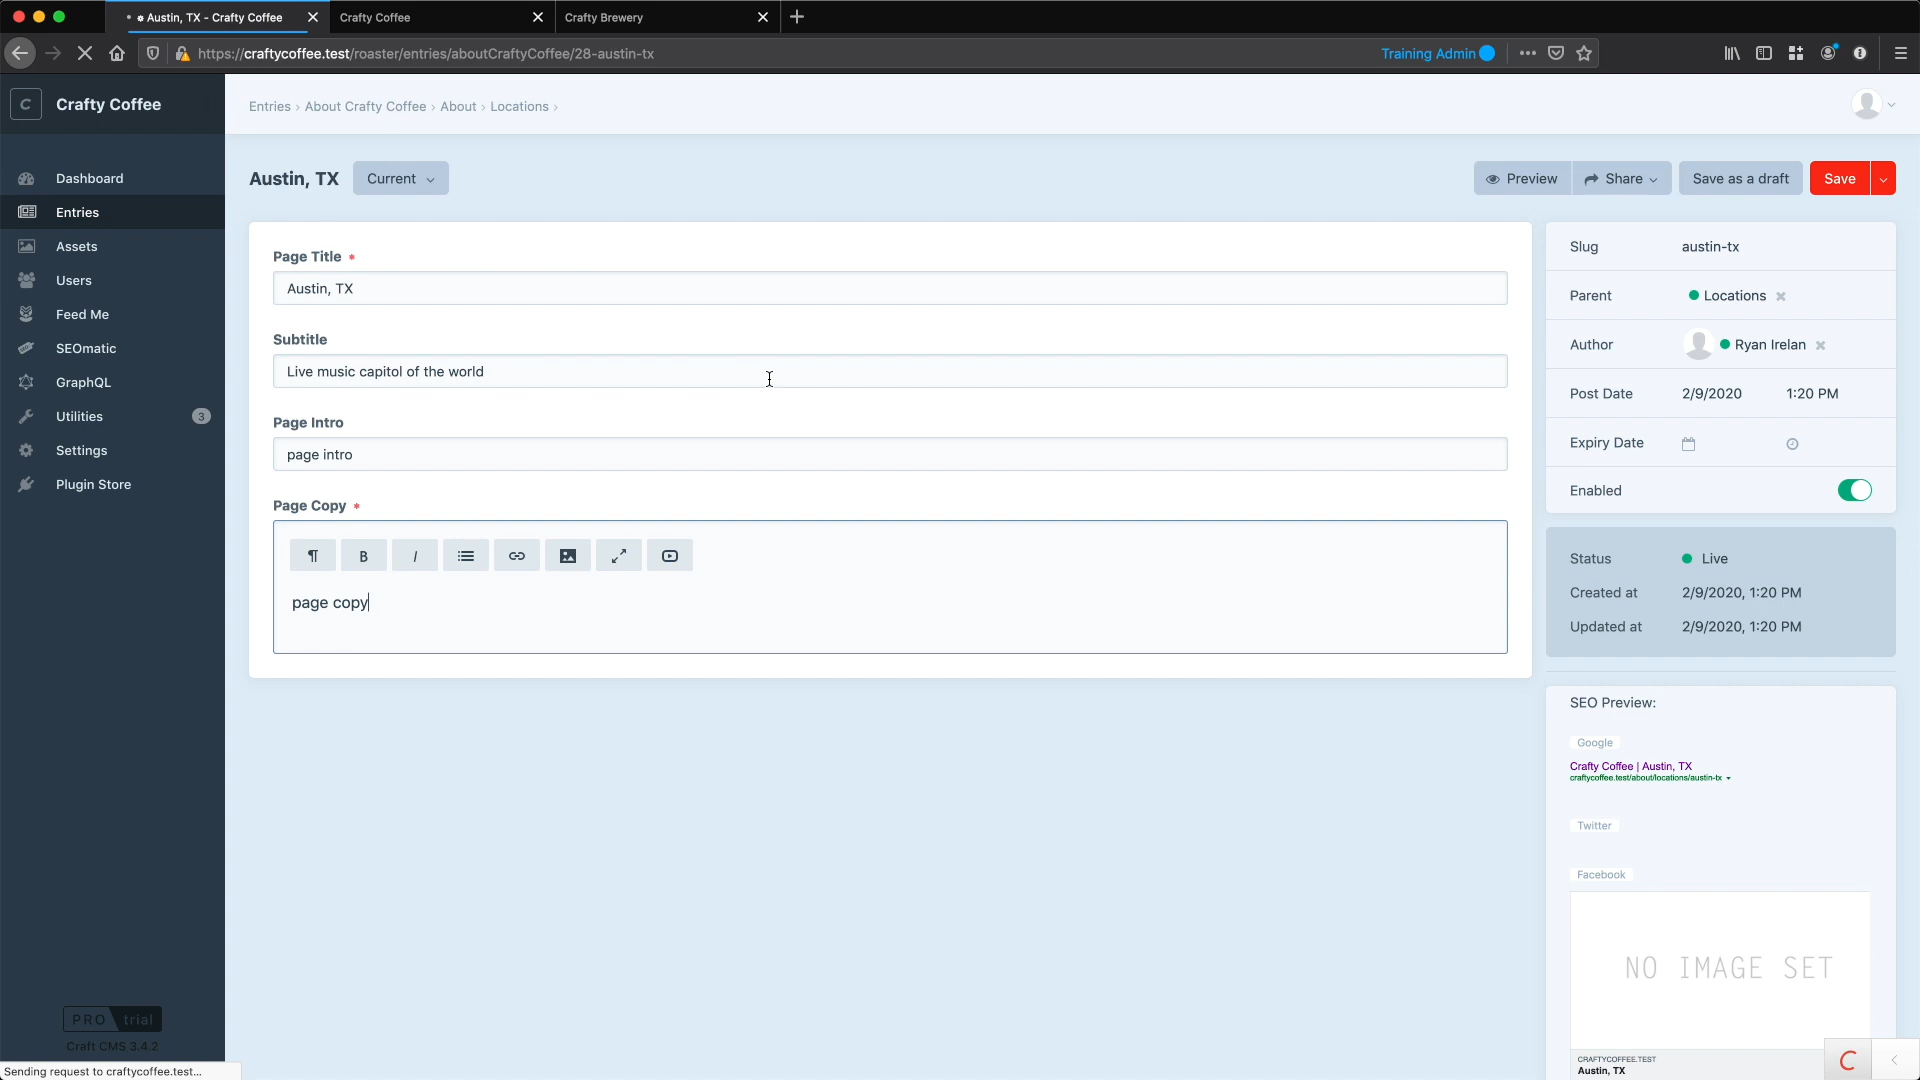 * Austin, TX - Crafty Coffee
Crafty Coffee
Crafty Brewery
https://craftycoffee.test/roaster/entries/aboutCraftyCoffee/28-austin-tx
Training Admin
C
Crafty Coffee
Entries › About Crafty Coffee › About › Locations ›
Dashboard
Entries
Assets
Users
Feed Me
SEOmatic
GraphQL
Utilities 3
Settings
Plugin Store
PRO trial
Craft CMS 3.4.2
Sending request to craftycoffee.test...
Austin, TX
Current
Preview
Share
Save as a draft
Save
Page Title *
Austin, TX
Subtitle
Live music capitol of the world
Page Intro
page intro
Page Copy *
¶ B I
page copy
Slug austin-tx
Parent Locations
Author Ryan Irelan
Post Date 2/9/2020 1:20 PM
Expiry Date
Enabled
Status Live
Created at 2/9/2020, 1:20 PM
Updated at 2/9/2020, 1:20 PM
SEO Preview:
Google
Crafty Coffee | Austin, TX
craftycoffee.test/about/locations/austin-tx
Twitter
Facebook
NO IMAGE SET
CRAFTYCOFFEE.TEST
Austin, TX
C